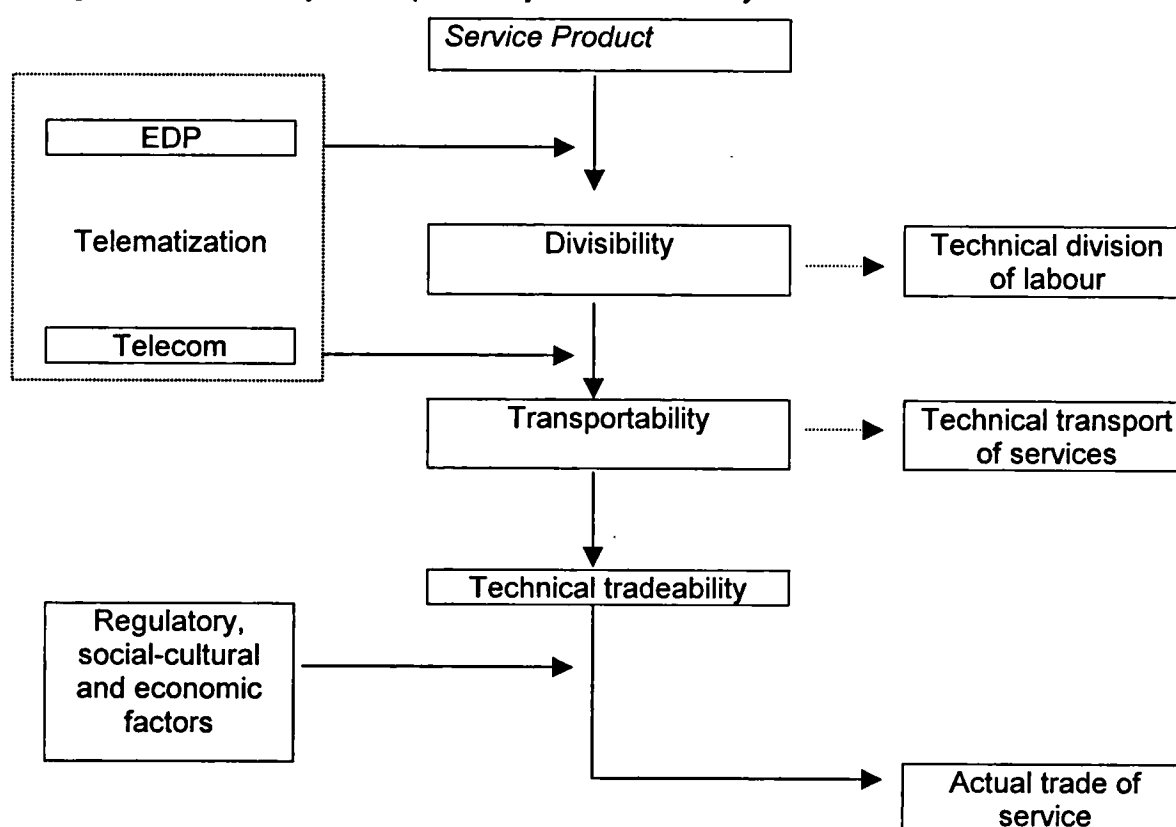 Service Product
EDP
Telematization
Divisibility
Technical division
of labour
Telecom
Transportability
Technical transport
of services
Technical tradeability
Regulatory,
social-cultural
and economic
factors
Actual trade of
service